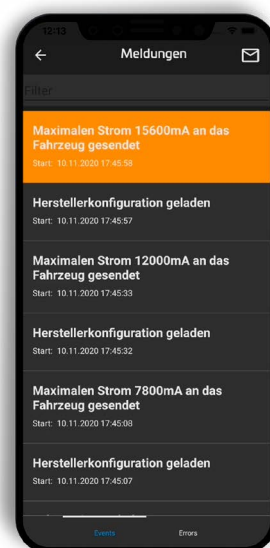 12:13
Meldungen
Filter
Maximalen Strom 15600mA an das
Fahrzeug gesendet
Start: 10.11.2020 17:45:58
Herstellerkonfiguration geladen
Start: 10.11.2020 17:45:57
Maximalen Strom 12000mA an das
Fahrzeug gesendet
Start: 10.11.2020 17:45:33
Herstellerkonfiguration geladen
Start: 10.11.2020 17:45:32
Maximalen Strom 7800mA an das
Fahrzeug gesendet
Start: 10.11.2020 17:45:08
Herstellerkonfiguration geladen
Start: 10.11.2020 17:45:07
Events
Errors